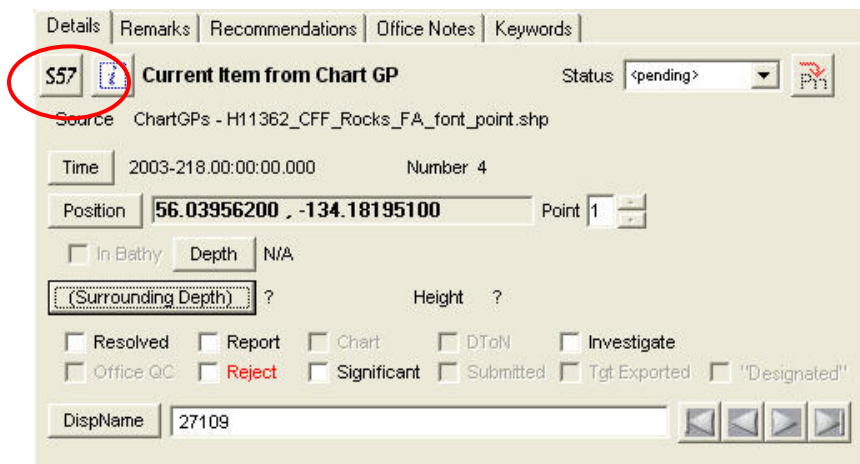 Details Remarks Recommendations Office Notes Keywords
S57 i Current Item from Chart GP Status <pending>
Source ChartGPs - H11362_CFF_Rocks_FA_font_point.shp
Time 2003-218.00:00:00.000 Number 4
Position 56.03956200 , -134.18195100 Point 1
In Bathy Depth N/A
(Surrounding Depth) ? Height ?
Resolved Report Chart DToN Investigate
Office QC Reject Significant Submitted Tgt Exported "Designated"
DispName 27109